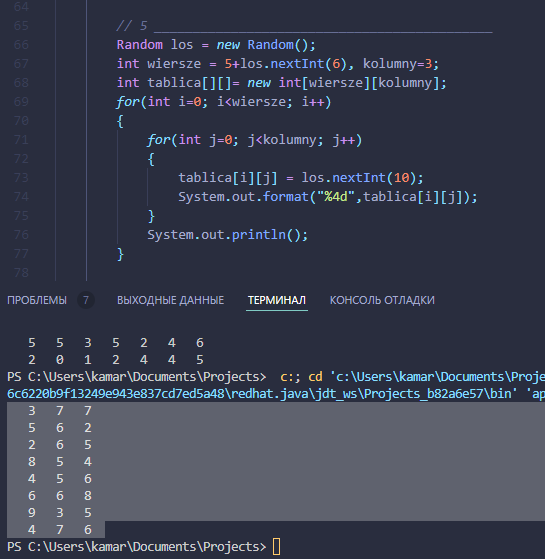 64
65 // 5 ___________________________________________
66 Random los = new Random();
67 int wiersze = 5+los.nextInt(6), kolumny=3;
68 int tablica[][]= new int[wiersze][kolumny];
69 for(int i=0; i<wiersze; i++)
70 {
71 for(int j=0; j<kolumny; j++)
72 {
73 tablica[i][j] = los.nextInt(10);
74 System.out.format("%4d",tablica[i][j]);
75 }
76 System.out.println();
77 }
78
ПРОБЛЕМЫ 7 ВЫХОДНЫЕ ДАННЫЕ ТЕРМИНАЛ КОНСОЛЬ ОТЛАДКИ
5 5 3 5 2 4 6
2 0 1 2 4 4 5
PS C:\Users\kamar\Documents\Projects> c:; cd 'c:\Users\kamar\Documents\Proje
6c6220b9f13249e943e837cd7ed5a48\redhat.java\jdt_ws\Projects_b82a6e57\bin' 'ap
3 7 7
5 6 2
2 6 5
8 5 4
4 5 6
6 6 8
9 3 5
4 7 6
PS C:\Users\kamar\Documents\Projects>